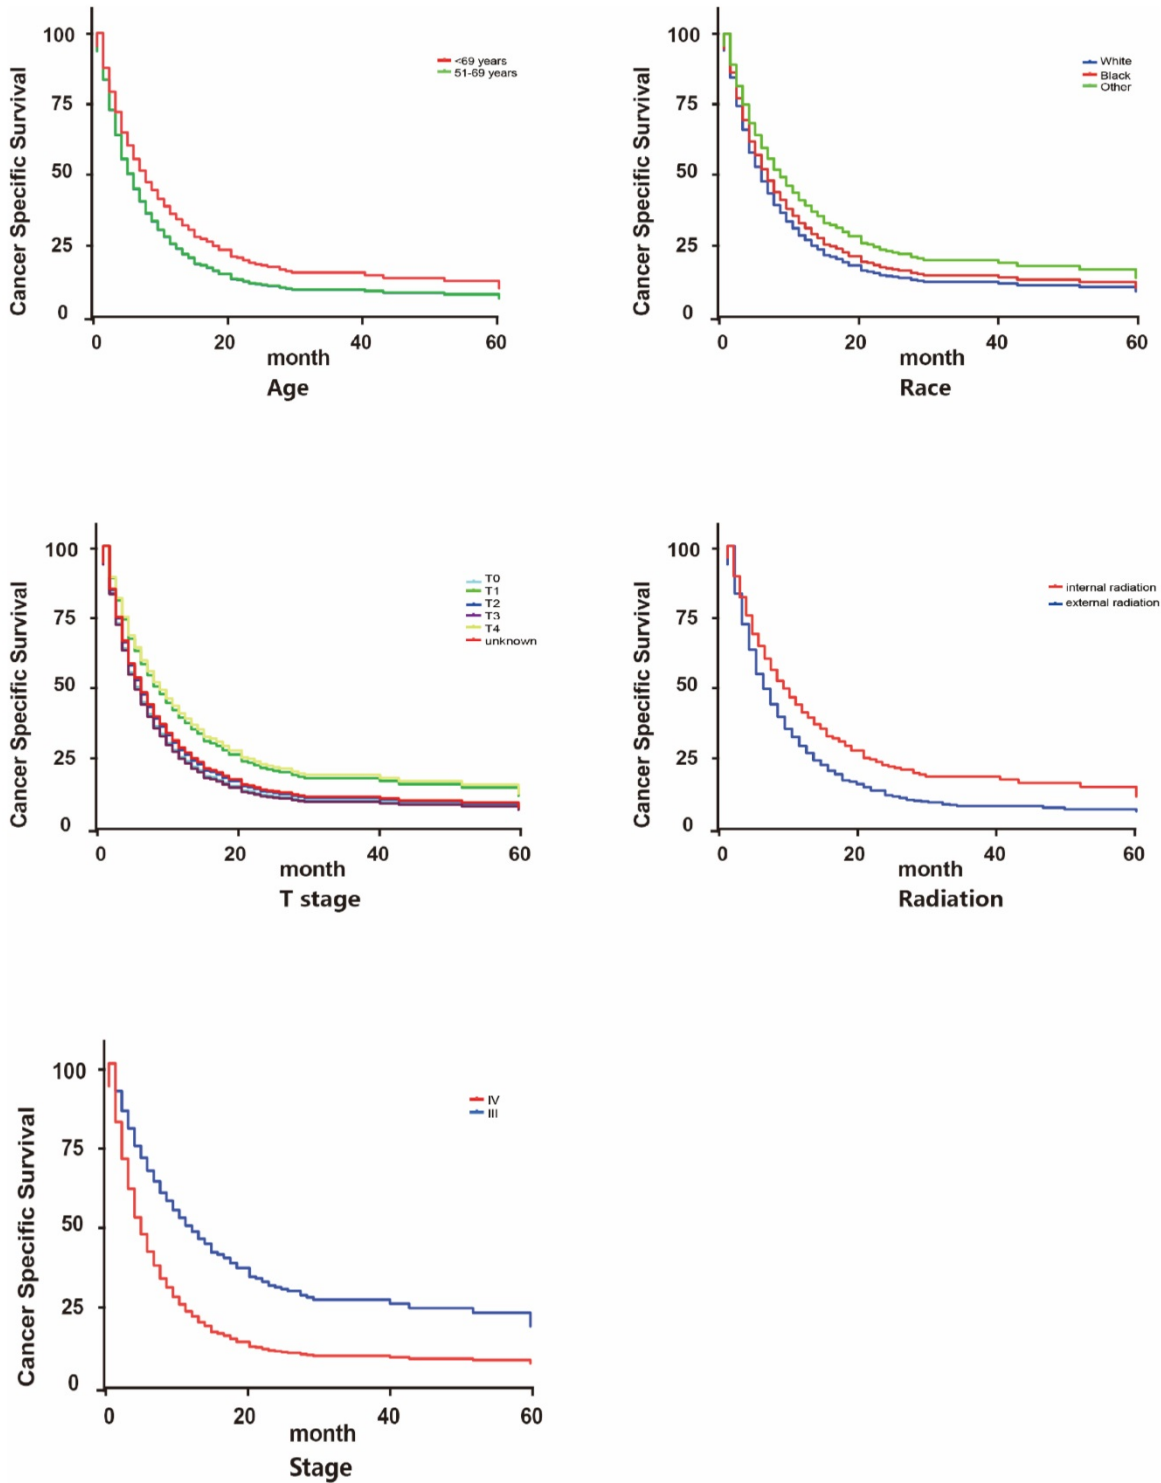 Cancer Specific Survival
100
75
50
25
0
<69 years
51-69 years
0 20 40 60
month
Age
Cancer Specific Survival
100
75
50
25
0
White
Black
Other
0 20 40 60
month
Race
Cancer Specific Survival
100
75
50
25
0
T0
T1
T2
T3
T4
unknown
0 20 40 60
month
T stage
Cancer Specific Survival
100
75
50
25
0
internal radiation
external radiation
0 20 40 60
month
Radiation
Cancer Specific Survival
100
75
50
25
0
IV
III
0 20 40 60
month
Stage